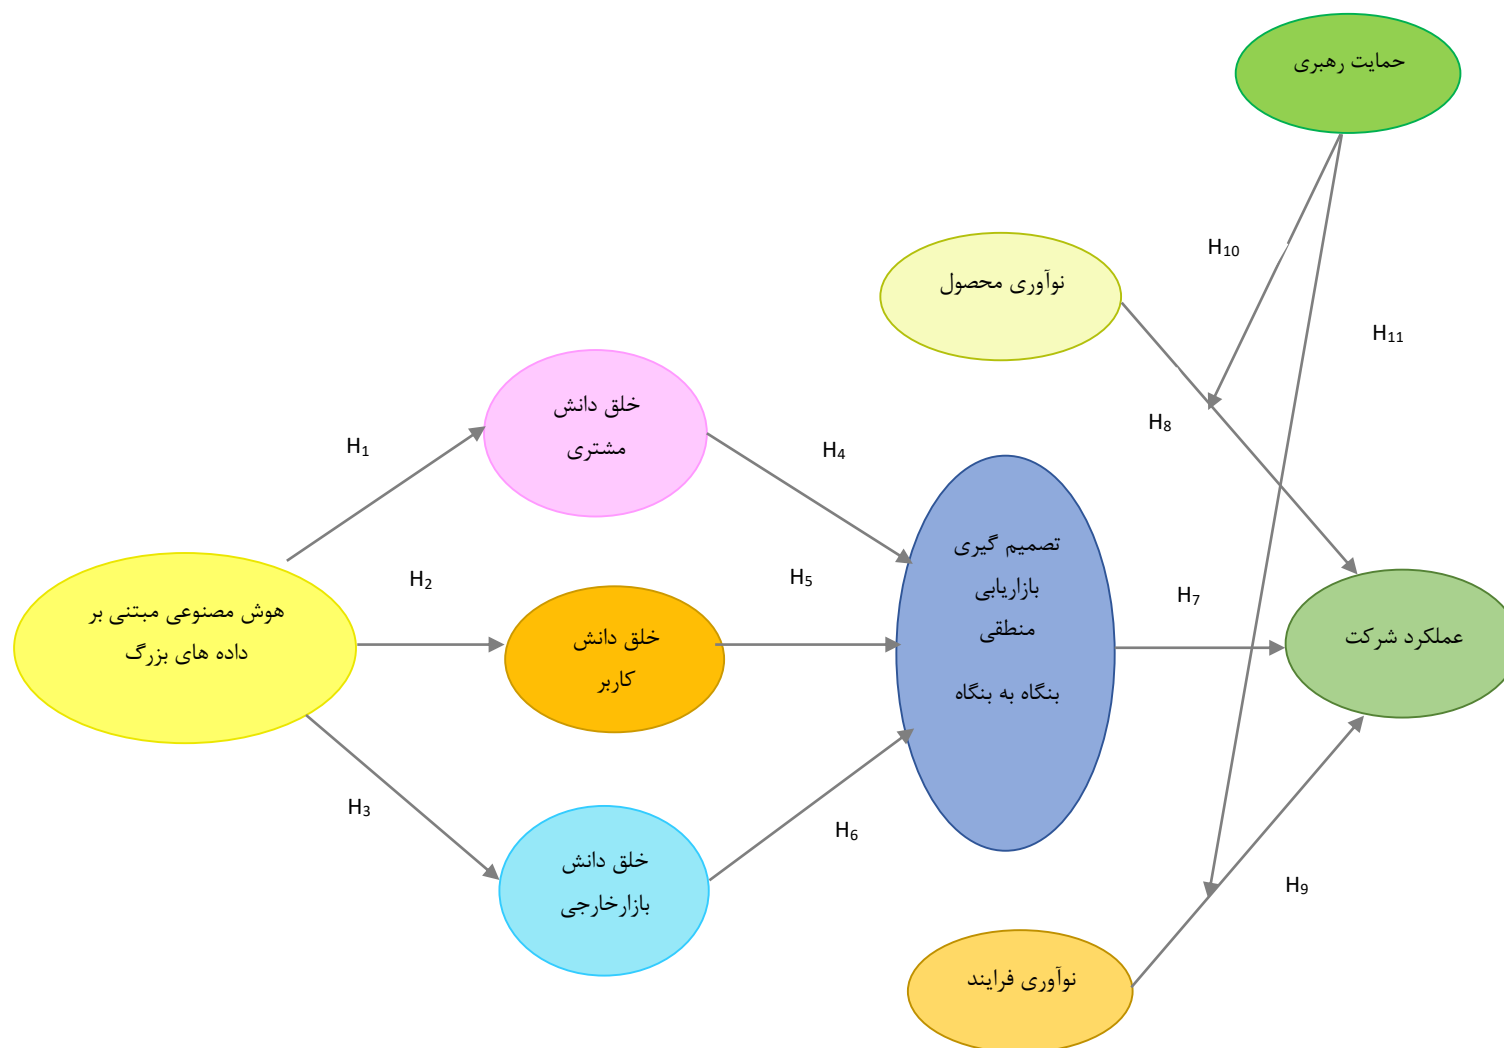 حمایت رهبری
H10
نوآوری محصول
H11
خلق دانش
مشتری
H1
H4
H8
تصمیم گیری
بازاریابی
منطقی
بنگاه به بنگاه
H2
H5
H7
هوش مصنوعی مبتنی بر
داده های بزرگ
خلق دانش
کاربر
عملکرد شرکت
H3
H6
خلق دانش
بازارخارجی
H9
نوآوری فرایند